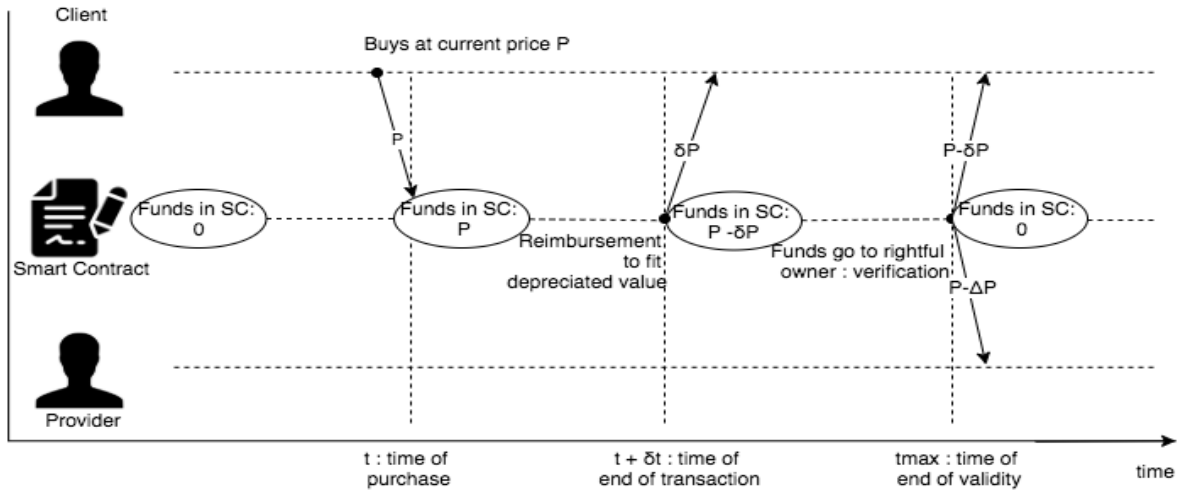 Client
Buys at current price P
P
δP
P-δP
Funds in SC:
0
Funds in SC:
P
Funds in SC:
P -δP
Funds in SC:
0
Smart Contract
Reimbursement
to fit
depreciated value
Funds go to rightful
owner : verification
P-ΔP
Provider
t : time of
purchase
t + δt : time of
end of transaction
tmax : time of
end of validity
time